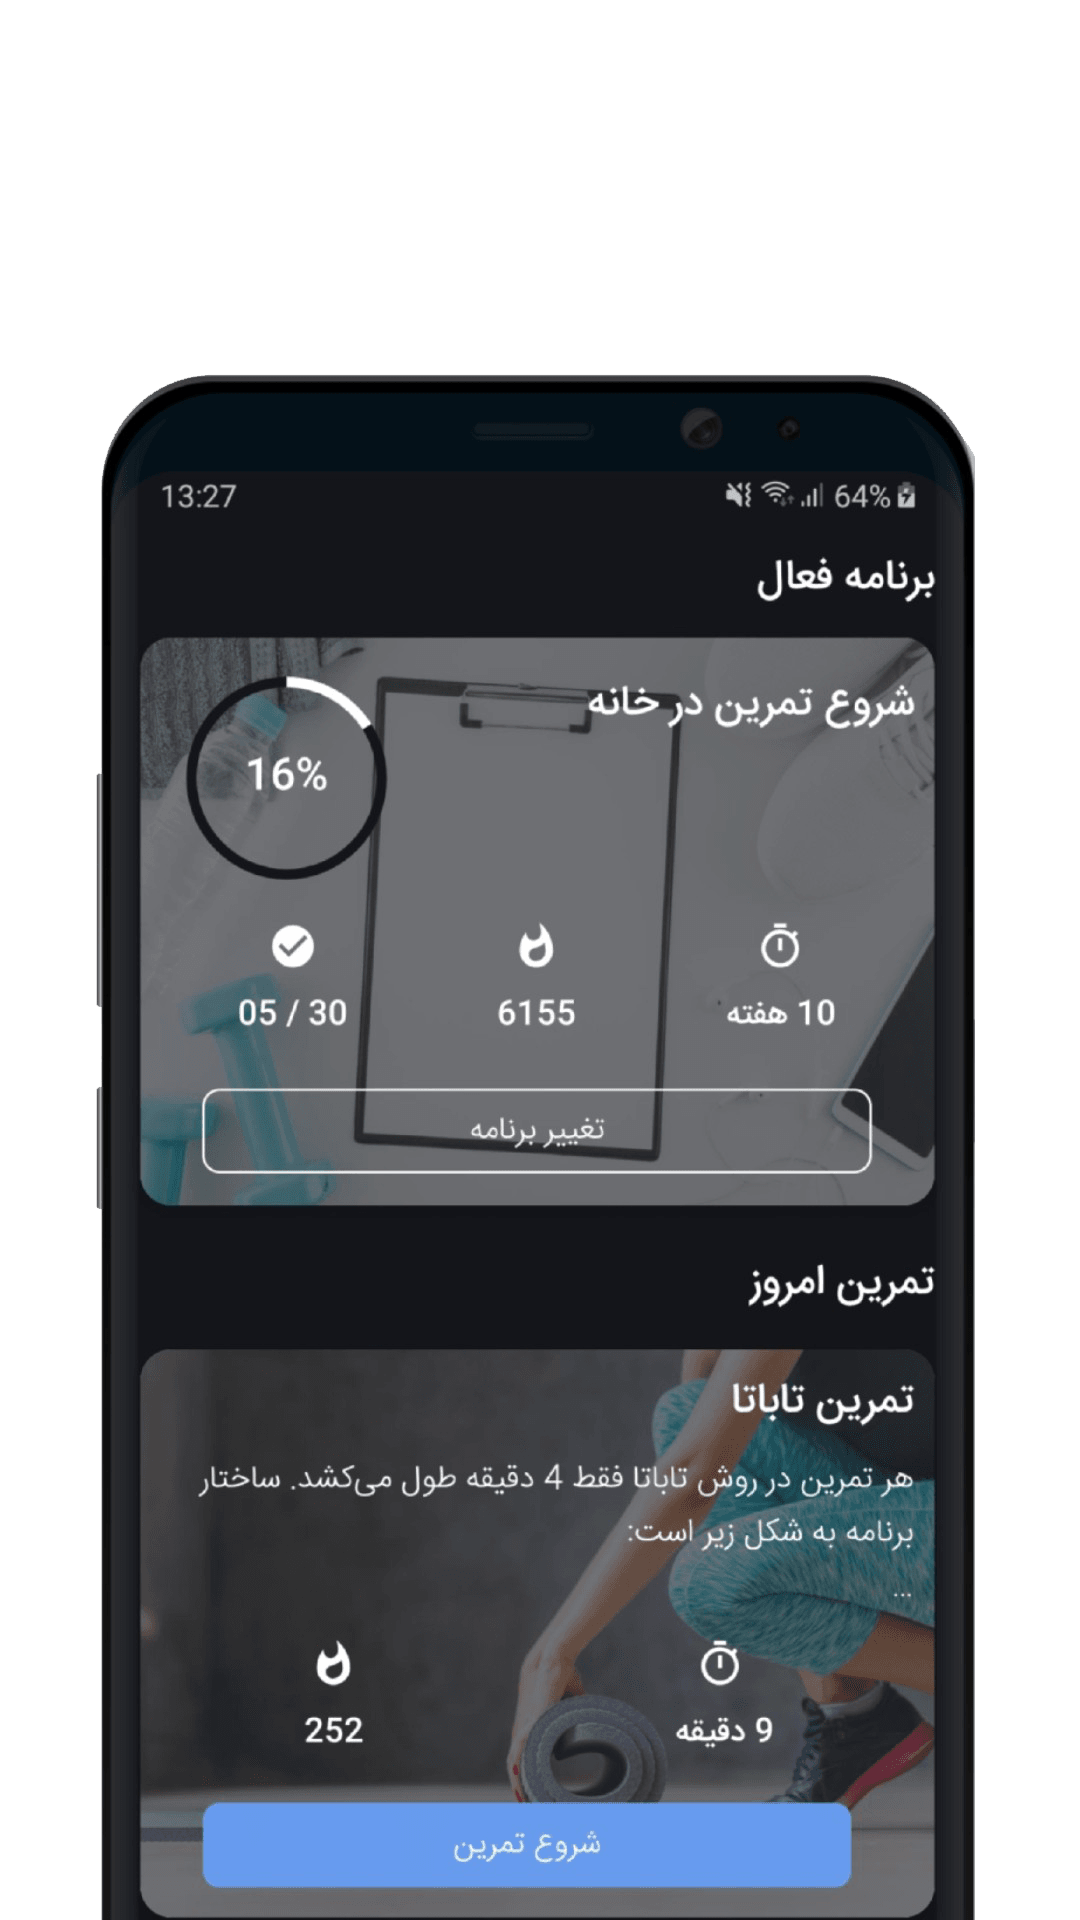 13:27
64%
برنامه فعال
شروع تمرین در خانه
16%
10 هفته
6155
05 / 30
تغییر برنامه
تمرین امروز
تمرین تاباتا
هر تمرین در روش تاباتا فقط 4 دقیقه طول می‌کشد. ساختار
برنامه به شکل زیر است:
...
9 دقیقه
252
شروع تمرین